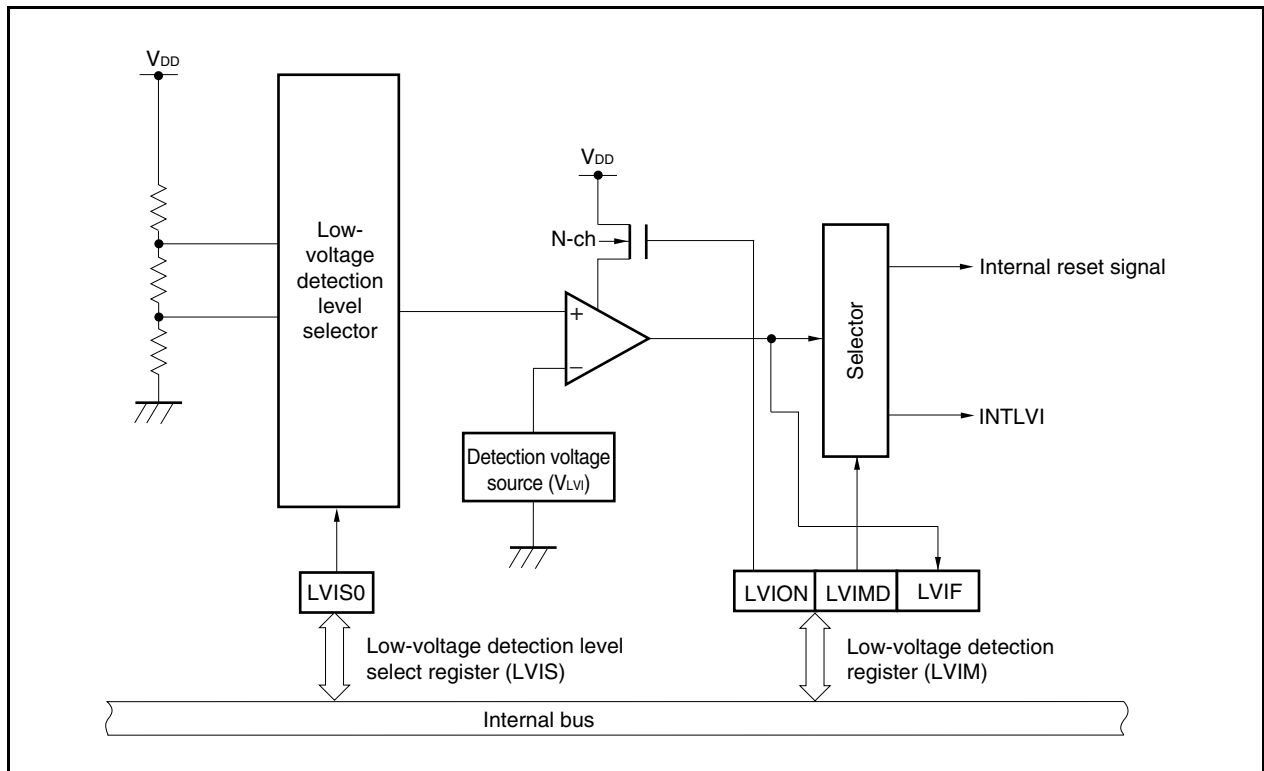 VDD
VDD
N-ch
Low-
voltage
detection
level
selector
+
−
Selector
Internal reset signal
INTLVI
Detection voltage
source (VLVI)
LVIS0
LVION
LVIMD
LVIF
Low-voltage detection level
select register (LVIS)
Low-voltage detection
register (LVIM)
Internal bus